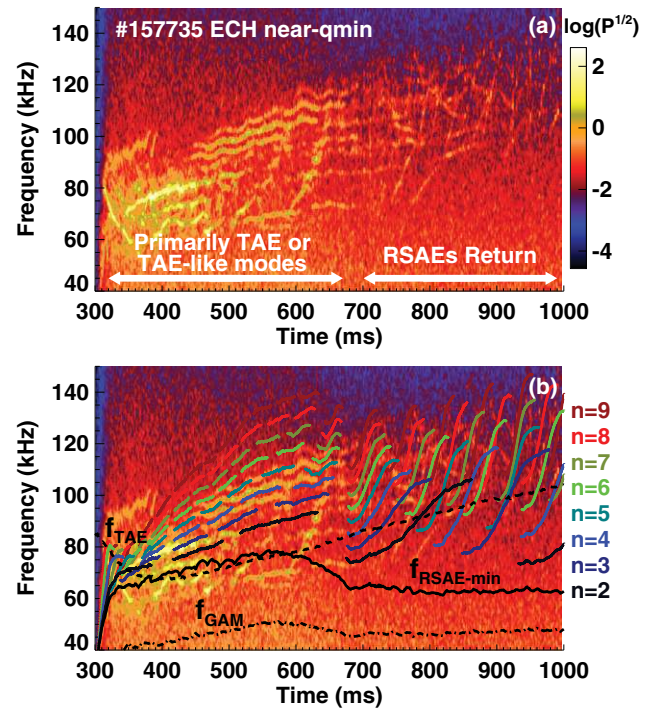 #157735 ECH near-qmin
(a)
log(P^1/2)
150
120
100
80
60
Frequency (kHz)
2
0
-2
-4
Primarily TAE or
TAE-like modes
RSAEs Return
300 400 500 600 700 800 900 1000
Time (ms)
(b)
150
120
100
80
60
40
Frequency (kHz)
n=9
n=8
n=7
n=6
n=5
n=4
n=3
n=2
fTAE
fRSAE-min
fGAM
300 400 500 600 700 800 900 1000
Time (ms)